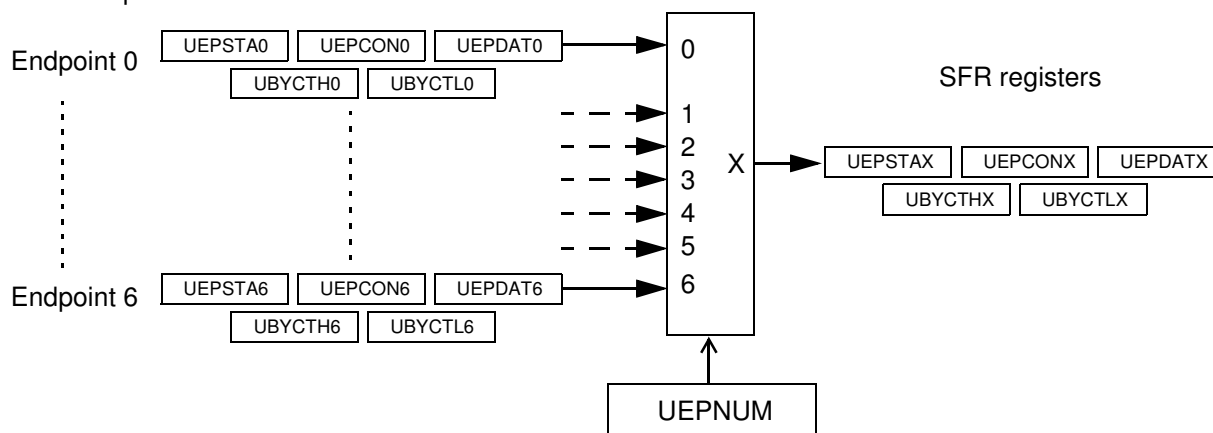 Endpoint 0 UEPSTA0 UEPCON0 UEPDAT0 0
UBYCTH0 UBYCTL0
SFR registers
1
2
X
UEPSTAX UEPCONX UEPDATX
3
UBYCTHX UBYCTLX
4
5
Endpoint 6 UEPSTA6 UEPCON6 UEPDAT6 6
UBYCTH6 UBYCTL6
UEPNUM